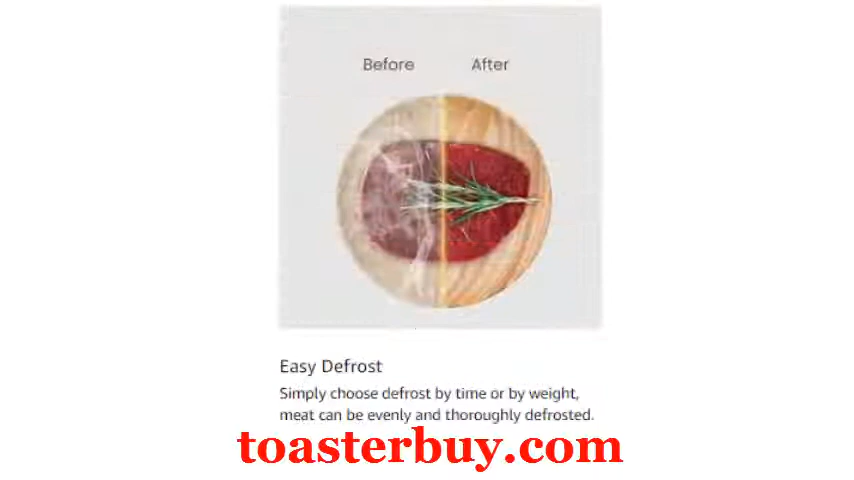 Before After
Easy Defrost
Simply choose defrost by time or by weight,
meat can be evenly and thoroughly defrosted.
toasterbuy.com